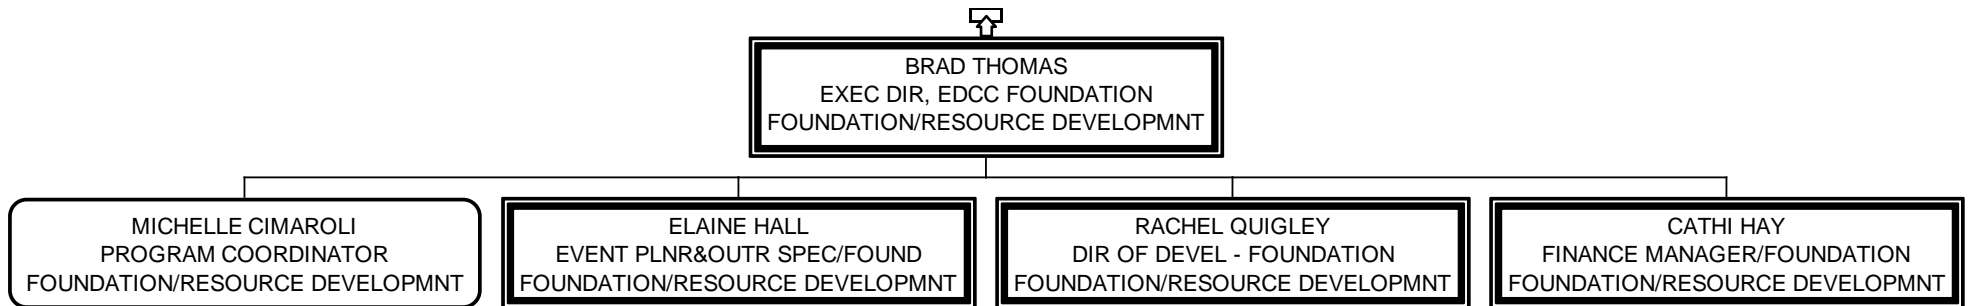 BRAD THOMAS
EXEC DIR, EDCC FOUNDATION
FOUNDATION/RESOURCE DEVELOPMNT
MICHELLE CIMAROLI
PROGRAM COORDINATOR
FOUNDATION/RESOURCE DEVELOPMNT
ELAINE HALL
EVENT PLNR&OUTR SPEC/FOUND
FOUNDATION/RESOURCE DEVELOPMNT
RACHEL QUIGLEY
DIR OF DEVEL - FOUNDATION
FOUNDATION/RESOURCE DEVELOPMNT
CATHI HAY
FINANCE MANAGER/FOUNDATION
FOUNDATION/RESOURCE DEVELOPMNT